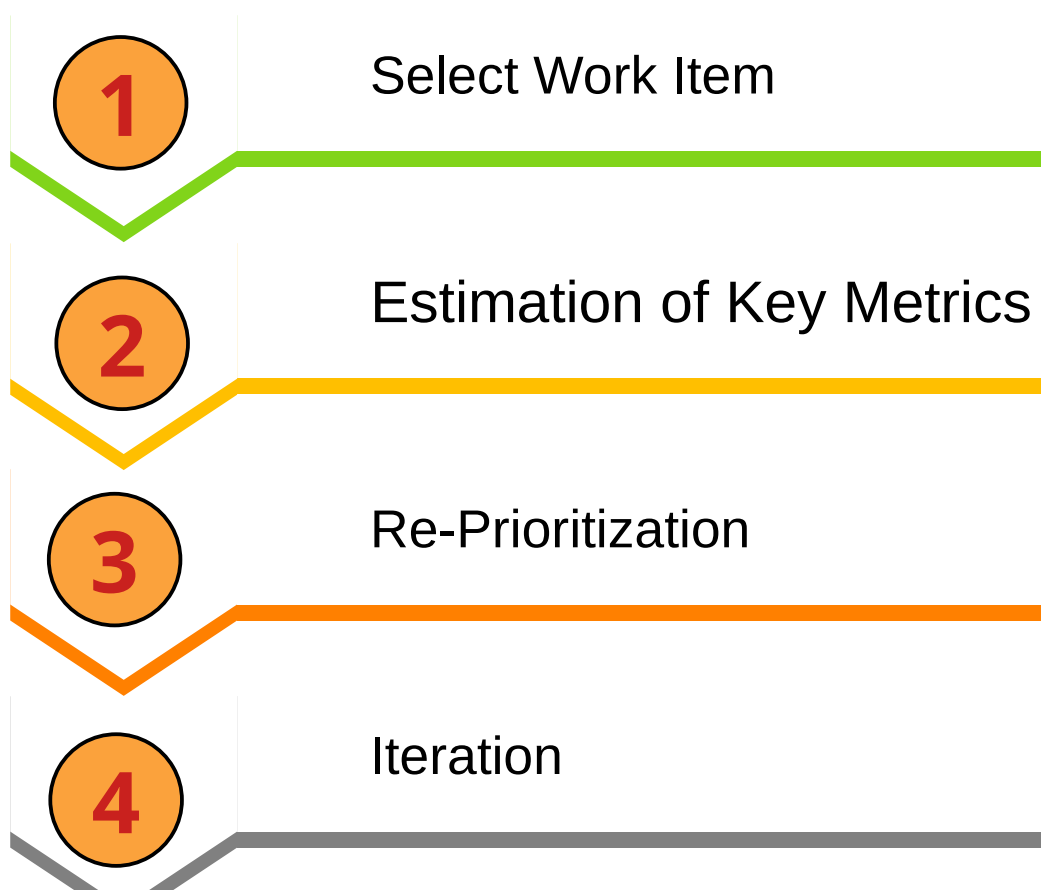 1
Select Work Item
2
Estimation of Key Metrics
3
Re-Prioritization
4
Iteration